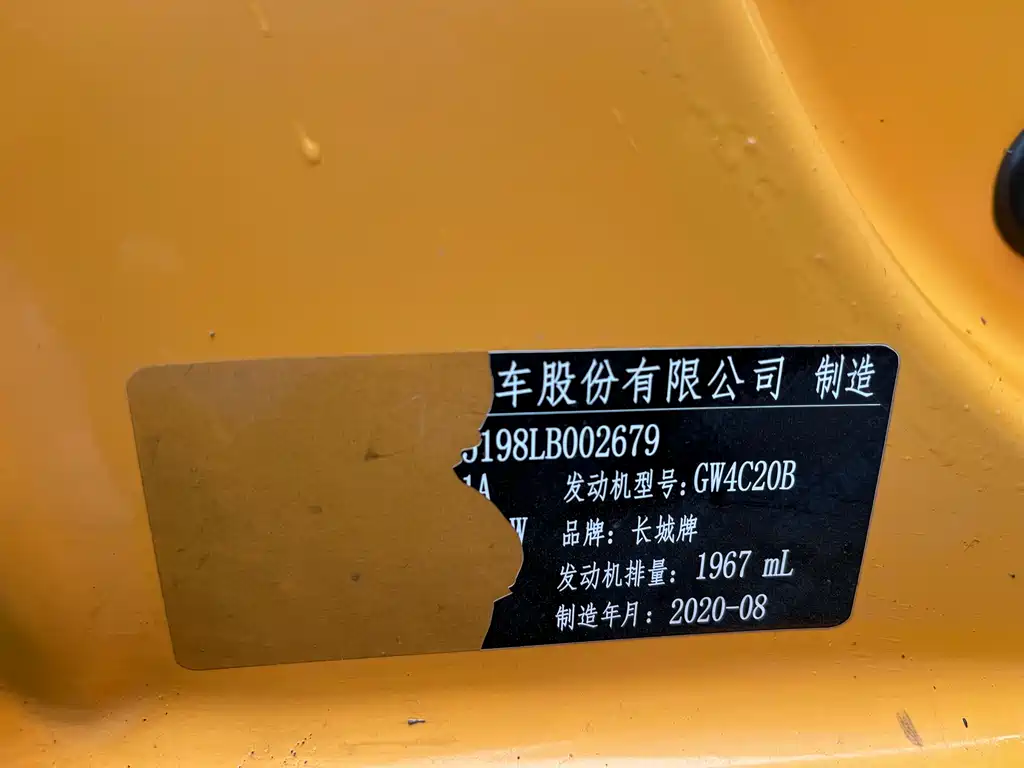 车股份有限公司 制造
J198LB002679
1A 发动机型号:GW4C20B
W 品牌: 长城牌
发动机排量: 1967 mL
制造年月: 2020-08